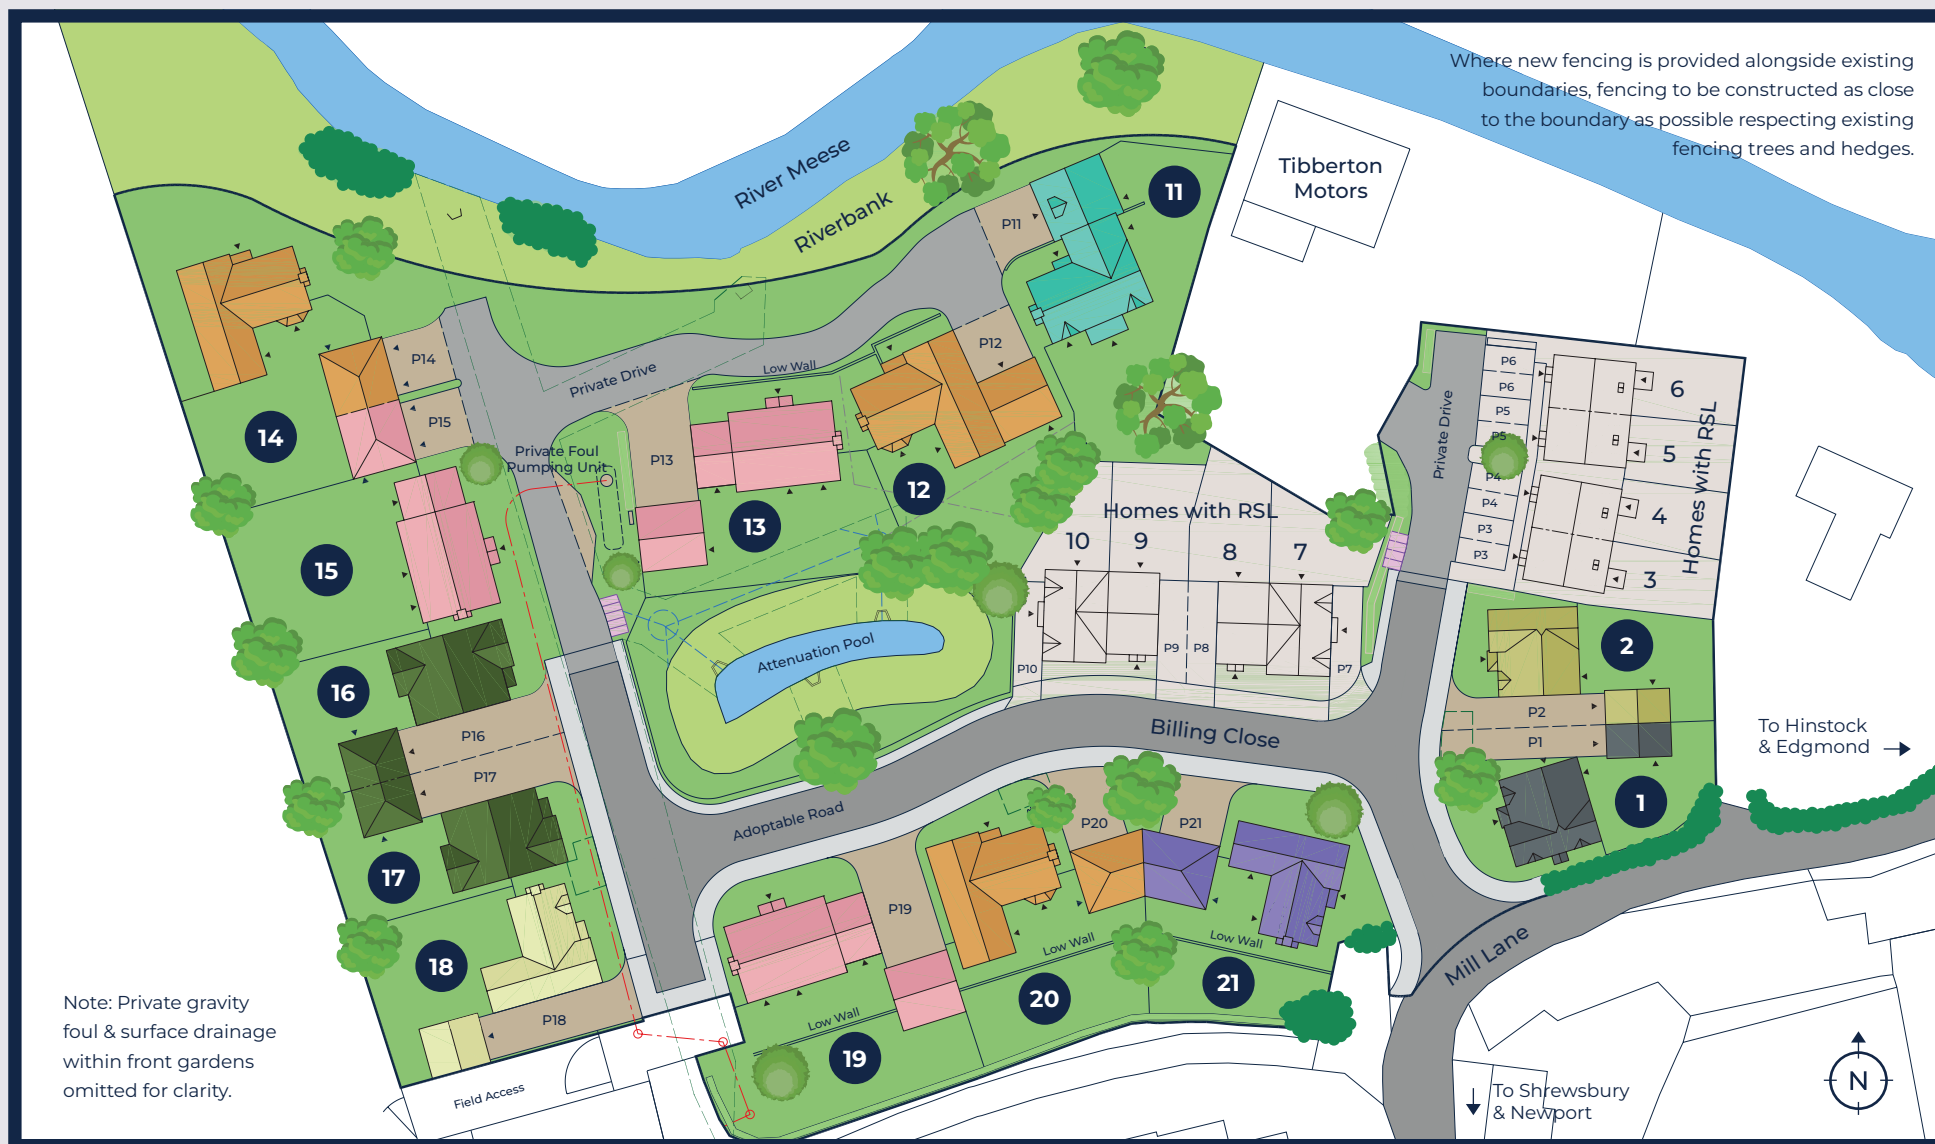 Where new fencing is provided alongside existing
boundaries, fencing to be constructed as close
to the boundary as possible respecting existing
fencing trees and hedges.
River Meese
Riverbank
Tibberton
Motors
11
P11
P12
P14
P15
14
Private Drive
Low Wall
Private Foul
Pumping Unit
P13
13
12
15
16
P16
P17
17
18
P18
Attenuation Pool
Homes with RSL
10
9
8
7
P10
P9
P8
P7
Private Drive
P6
P6
P5
P5
P4
P4
P3
P3
6
5
4
3
Homes with RSL
2
P2
P1
1
To Hinstock
& Edgmond
Billing Close
Adoptable Road
P19
P20
P21
Low Wall
Low Wall
Low Wall
19
20
21
Mill Lane
Note: Private gravity
foul & surface drainage
within front gardens
omitted for clarity.
Field Access
To Shrewsbury
& Newport
N